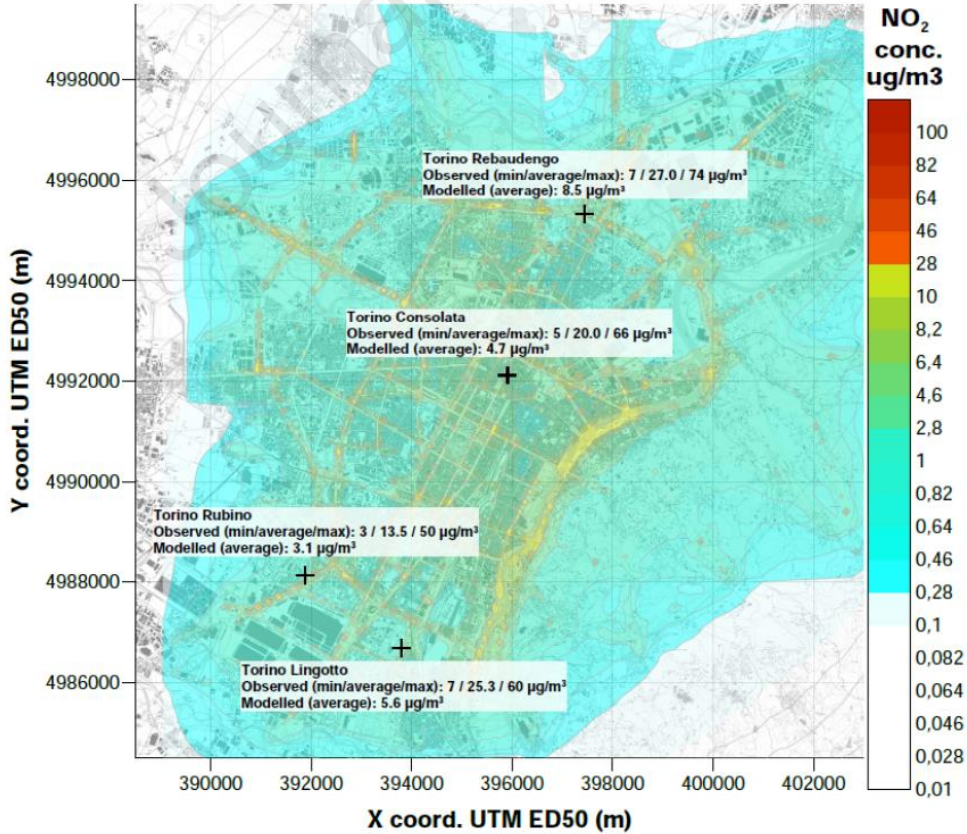 NO₂
conc.
ug/m3
100
82
64
46
28
10
8,2
6,4
4,6
2,8
1
0,82
0,64
0,46
0,28
0,1
0,082
0,064
0,046
0,028
0,01
Y coord. UTM ED50 (m)
4998000
4996000
4994000
4992000
4990000
4988000
4986000
Torino Rebaudengo
Observed (min/average/max): 7 / 27.0 / 74 µg/m³
Modelled (average): 8.5 µg/m³
Torino Consolata
Observed (min/average/max): 5 / 20.0 / 66 µg/m³
Modelled (average): 4.7 µg/m³
Torino Rubino
Observed (min/average/max): 3 / 13.5 / 50 µg/m³
Modelled (average): 3.1 µg/m³
Torino Lingotto
Observed (min/average/max): 7 / 25.3 / 60 µg/m³
Modelled (average): 5.6 µg/m³
390000 392000 394000 396000 398000 400000 402000
X coord. UTM ED50 (m)